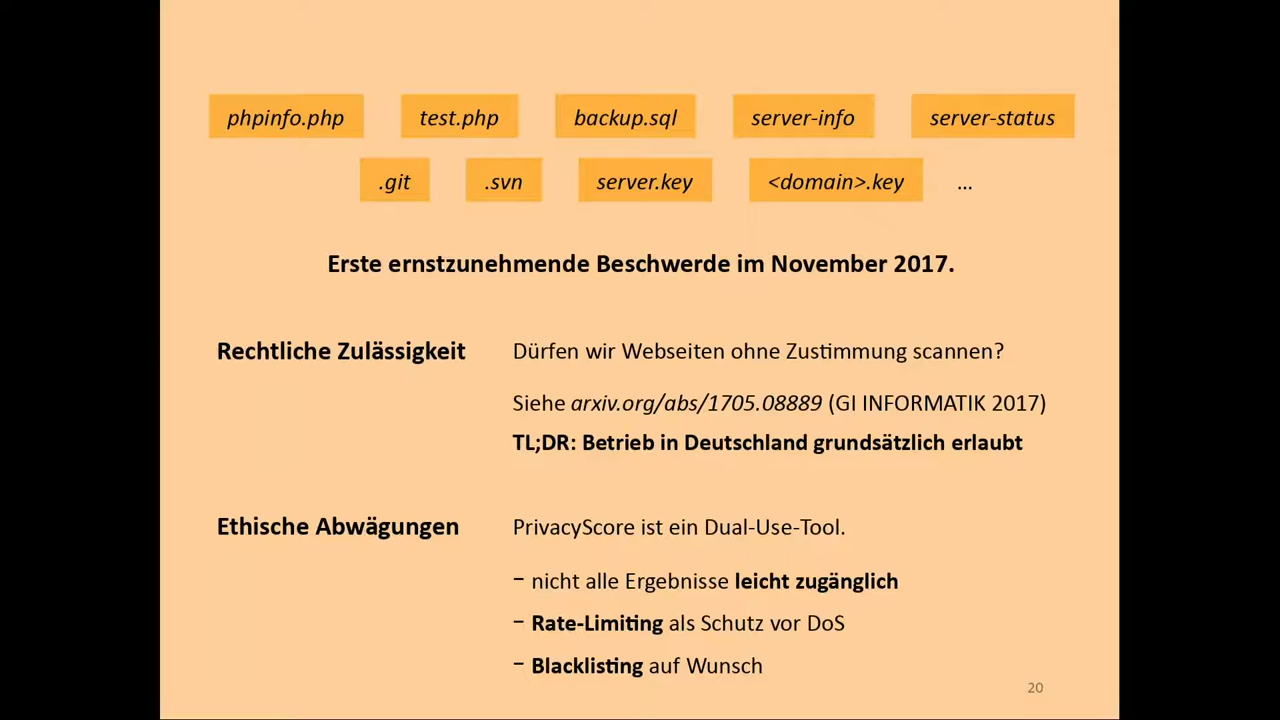 phpinfo.php test.php backup.sql server-info server-status
.git .svn server.key <domain>.key ...
Erste ernstzunehmende Beschwerde im November 2017.
Rechtliche Zulässigkeit Dürfen wir Webseiten ohne Zustimmung scannen?
Siehe arxiv.org/abs/1705.08889 (GI INFORMATIK 2017)
TL;DR: Betrieb in Deutschland grundsätzlich erlaubt
Ethische Abwägungen PrivacyScore ist ein Dual-Use-Tool.
− nicht alle Ergebnisse leicht zugänglich
− Rate-Limiting als Schutz vor DoS
− Blacklisting auf Wunsch
20